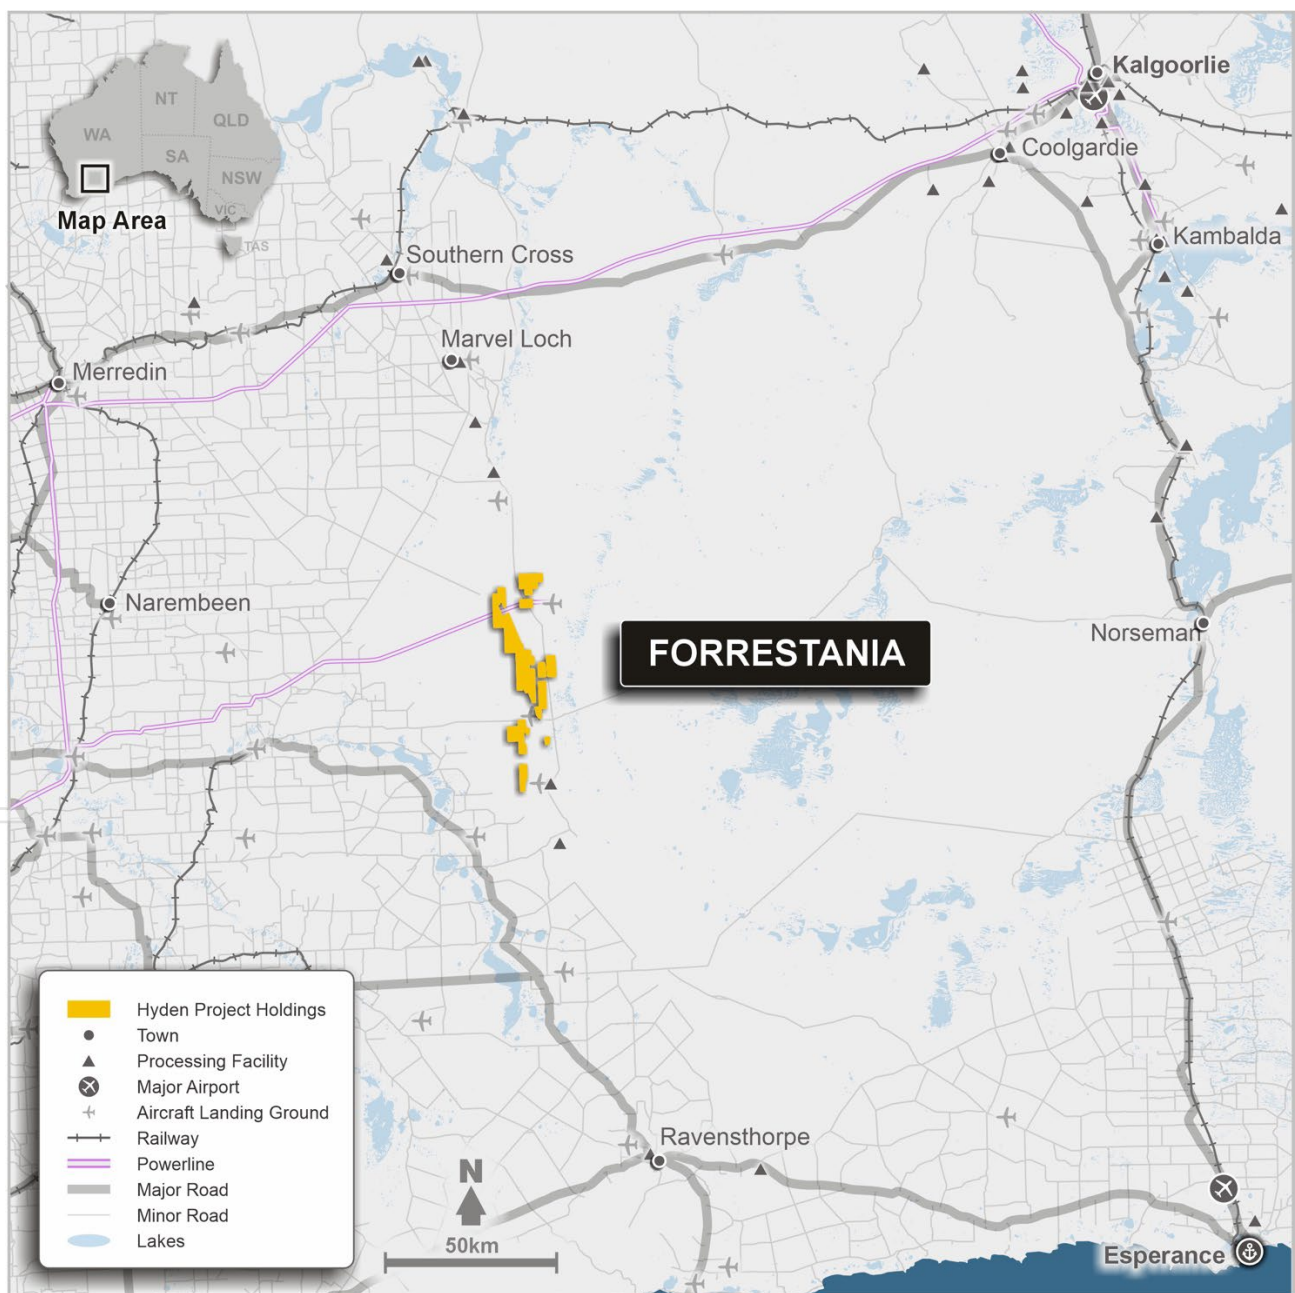 Kalgoorlie
NT
WA
QLD
SA
NSW
VIC
TAS
Map Area
Coolgardie
Kambalda
Southern Cross
Marvel Loch
Merredin
Narembeen
Norseman
FORRESTANIA
Hyden Project Holdings
Town
Processing Facility
Major Airport
Aircraft Landing Ground
Railway
Powerline
Major Road
Minor Road
Lakes
Ravensthorpe
N
50km
Esperance